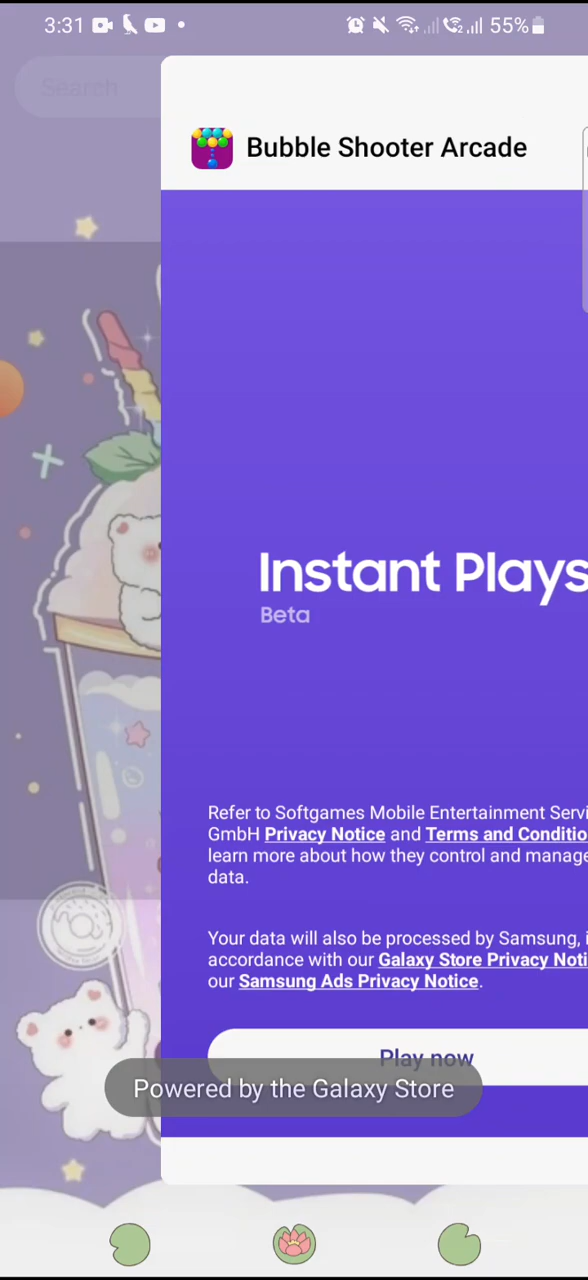 3:31
2
55%
Search
Bubble Shooter Arcade
Instant Plays
Beta
Refer to Softgames Mobile Entertainment Servi
GmbH Privacy Notice and Terms and Conditio
learn more about how they control and manage
data.
Your data will also be processed by Samsung, i
accordance with our Galaxy Store Privacy Noti
our Samsung Ads Privacy Notice.
Play now
Powered by the Galaxy Store